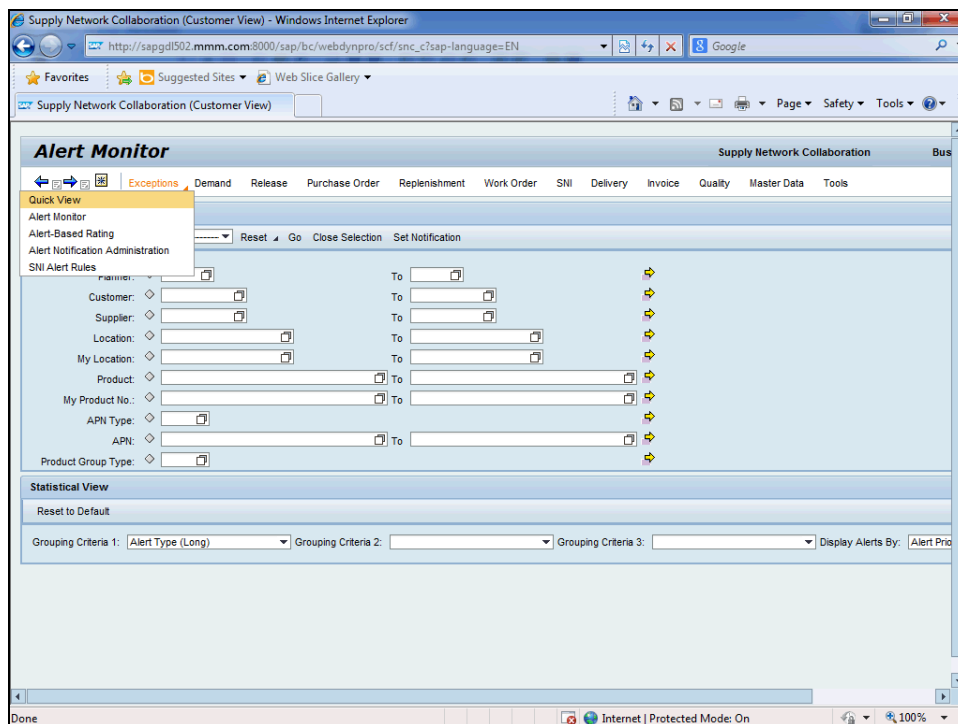 Supply Network Collaboration (Customer View) - Windows Internet Explorer
http://sapgdl502.mmm.com:8000/sap/bc/webdynpro/scf/snc_c?sap-language=EN
Google
Favorites Suggested Sites Web Slice Gallery
Supply Network Collaboration (Customer View) Page Safety Tools
Alert Monitor Supply Network Collaboration Bus
Exceptions Demand Release Purchase Order Replenishment Work Order SNI Delivery Invoice Quality Master Data Tools
Quick View
Alert Monitor
Alert-Based Rating
Alert Notification Administration
SNI Alert Rules
Reset Go Close Selection Set Notification
Planner: To
Customer: To
Supplier: To
Location: To
My Location: To
Product: To
My Product No.: To
APN Type:
APN: To
Product Group Type:
Statistical View
Reset to Default
Grouping Criteria 1: Alert Type (Long) Grouping Criteria 2: Grouping Criteria 3: Display Alerts By: Alert Prio
Done Internet | Protected Mode: On 100%